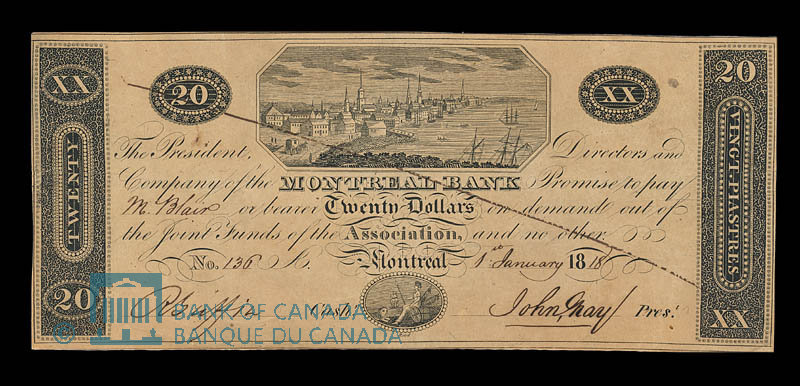 XX
20
XX
20
TWENTY
VINGT-PIASTRES
The President, Directors and
Company of the MONTREAL BANK Promise to pay
M. Blair or bearer Twenty Dollars on demand out of
the Joint Funds of the Association, and no other.
No. 136 Montreal 1st January 1818
20
Cashr.
John Gray Prest.
XX
© BANK OF CANADA
BANQUE DU CANADA